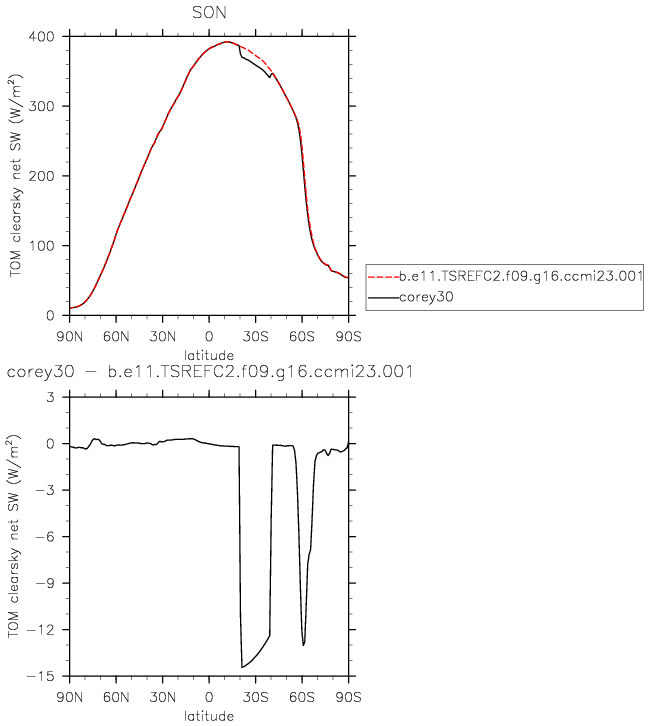 SON
TOM clearsky net SW (W/m²)
400
300
200
100
0
90N 60N 30N 0 30S 60S 90S
latitude
b.e11.TSREFC2.f09.g16.ccmi23.001
corey30
corey30 − b.e11.TSREFC2.f09.g16.ccmi23.001
TOM clearsky net SW (W/m²)
3
0
−3
−6
−9
−12
−15
90N 60N 30N 0 30S 60S 90S
latitude